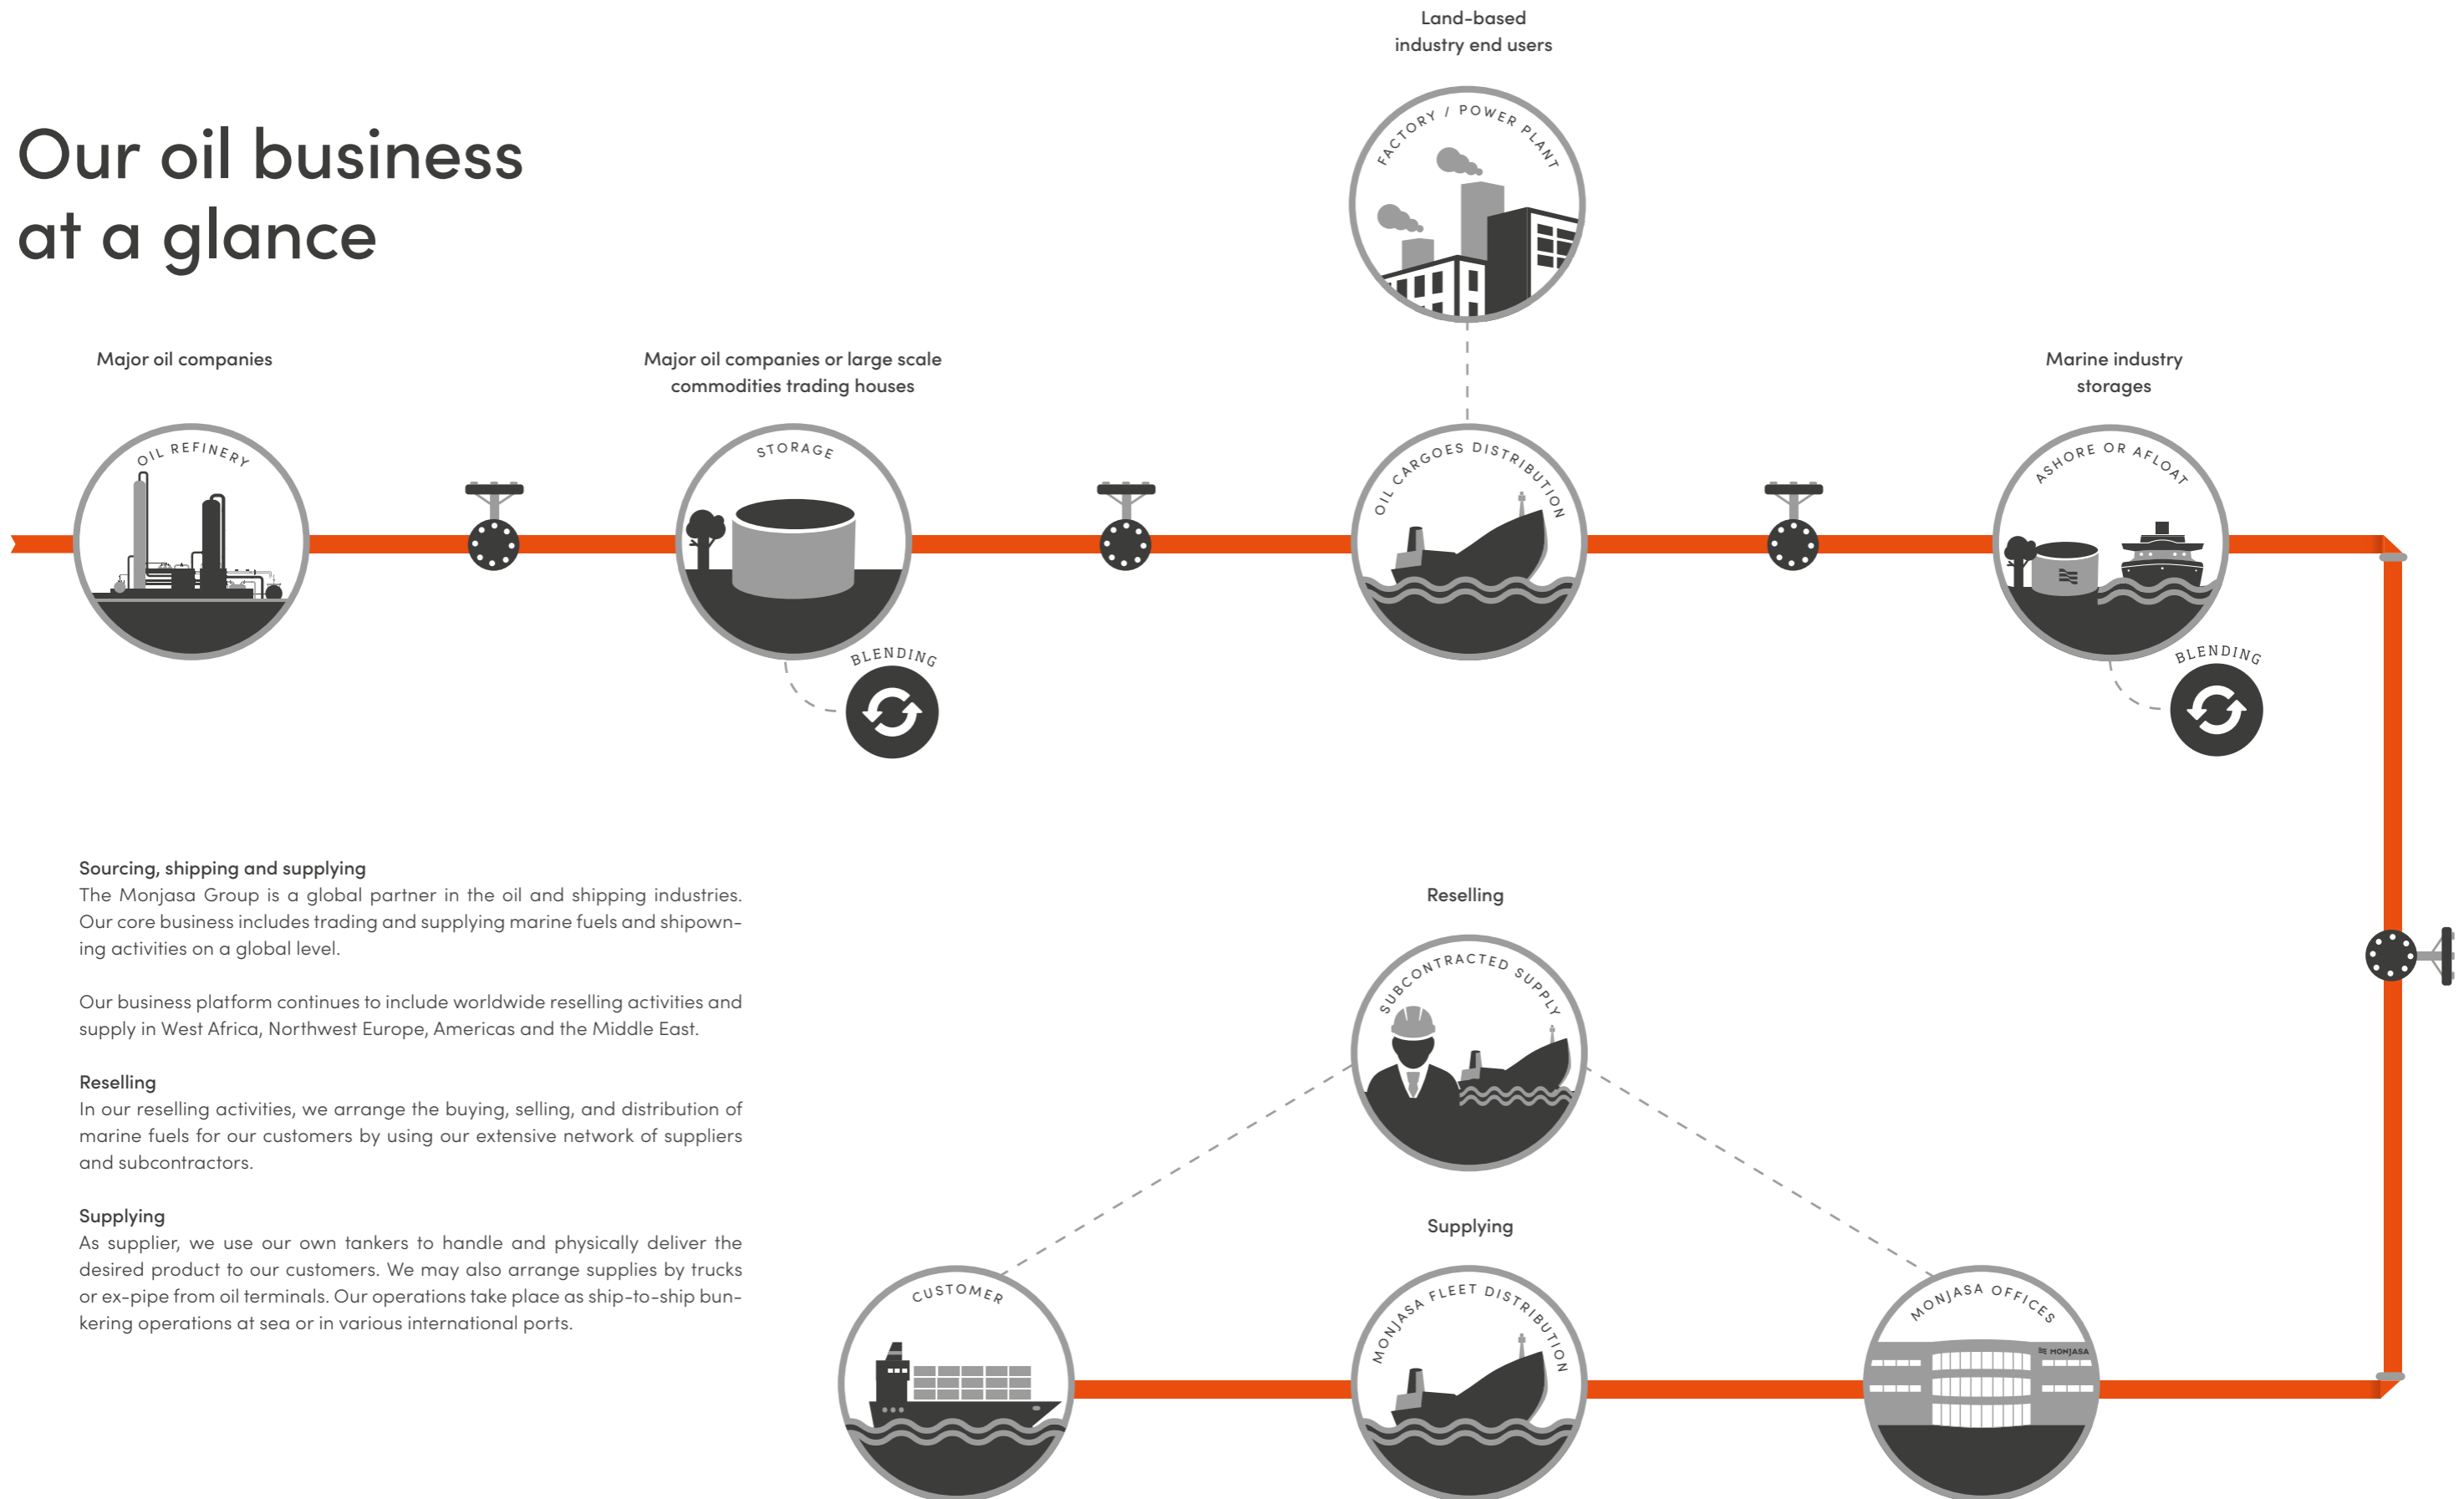 Our oil business
at a glance
Land-based
industry end users
FACTORY / POWER PLANT
Major oil companies
OIL REFINERY
Major oil companies or large scale
commodities trading houses
STORAGE
BLENDING
OIL CARGOES DISTRIBUTION
Marine industry
storages
ASHORE OR AFLOAT
BLENDING
Sourcing, shipping and supplying
The Monjasa Group is a global partner in the oil and shipping industries.
Our core business includes trading and supplying marine fuels and shipown-
ing activities on a global level.
Our business platform continues to include worldwide reselling activities and
supply in West Africa, Northwest Europe, Americas and the Middle East.
Reselling
In our reselling activities, we arrange the buying, selling, and distribution of
marine fuels for our customers by using our extensive network of suppliers
and subcontractors.
Supplying
As supplier, we use our own tankers to handle and physically deliver the
desired product to our customers. We may also arrange supplies by trucks
or ex-pipe from oil terminals. Our operations take place as ship-to-ship bun-
kering operations at sea or in various international ports.
Reselling
SUBCONTRACTED SUPPLY
Supplying
CUSTOMER
MONJASA FLEET DISTRIBUTION
MONJASA OFFICES
MONJASA